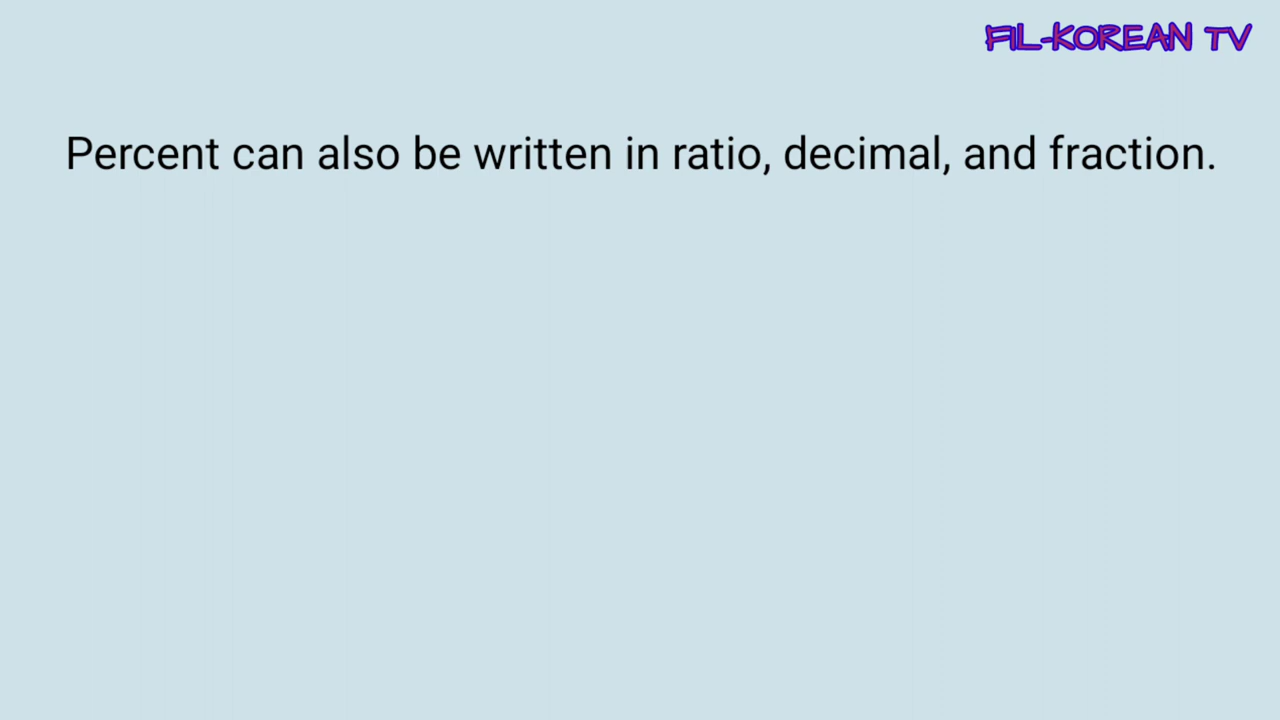 FIL-KOREAN TV
Percent can also be written in ratio, decimal, and fraction.